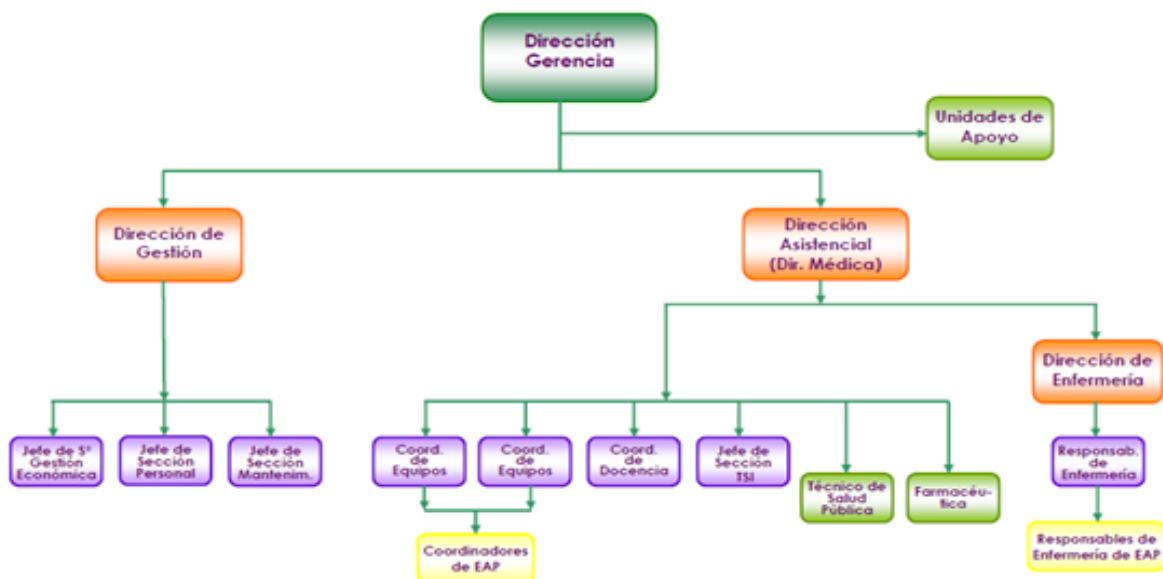 Dirección
Gerencia
Unidades de
Apoyo
Dirección de
Gestión
Dirección
Asistencial
(Dir. Médica)
Dirección de
Enfermería
Jefe de Sº
Gestión
Económica
Jefe de
Sección
Personal
Jefe de
Sección
Mantenim.
Coord.
de
Equipos
Coord.
de
Equipos
Coord.
de
Docencia
Jefe de
Sección
TSI
Técnico de
Salud
Pública
Farmacéu-
tica
Responsab.
de
Enfermería
Coordinadores
de EAP
Responsables de
Enfermería de EAP